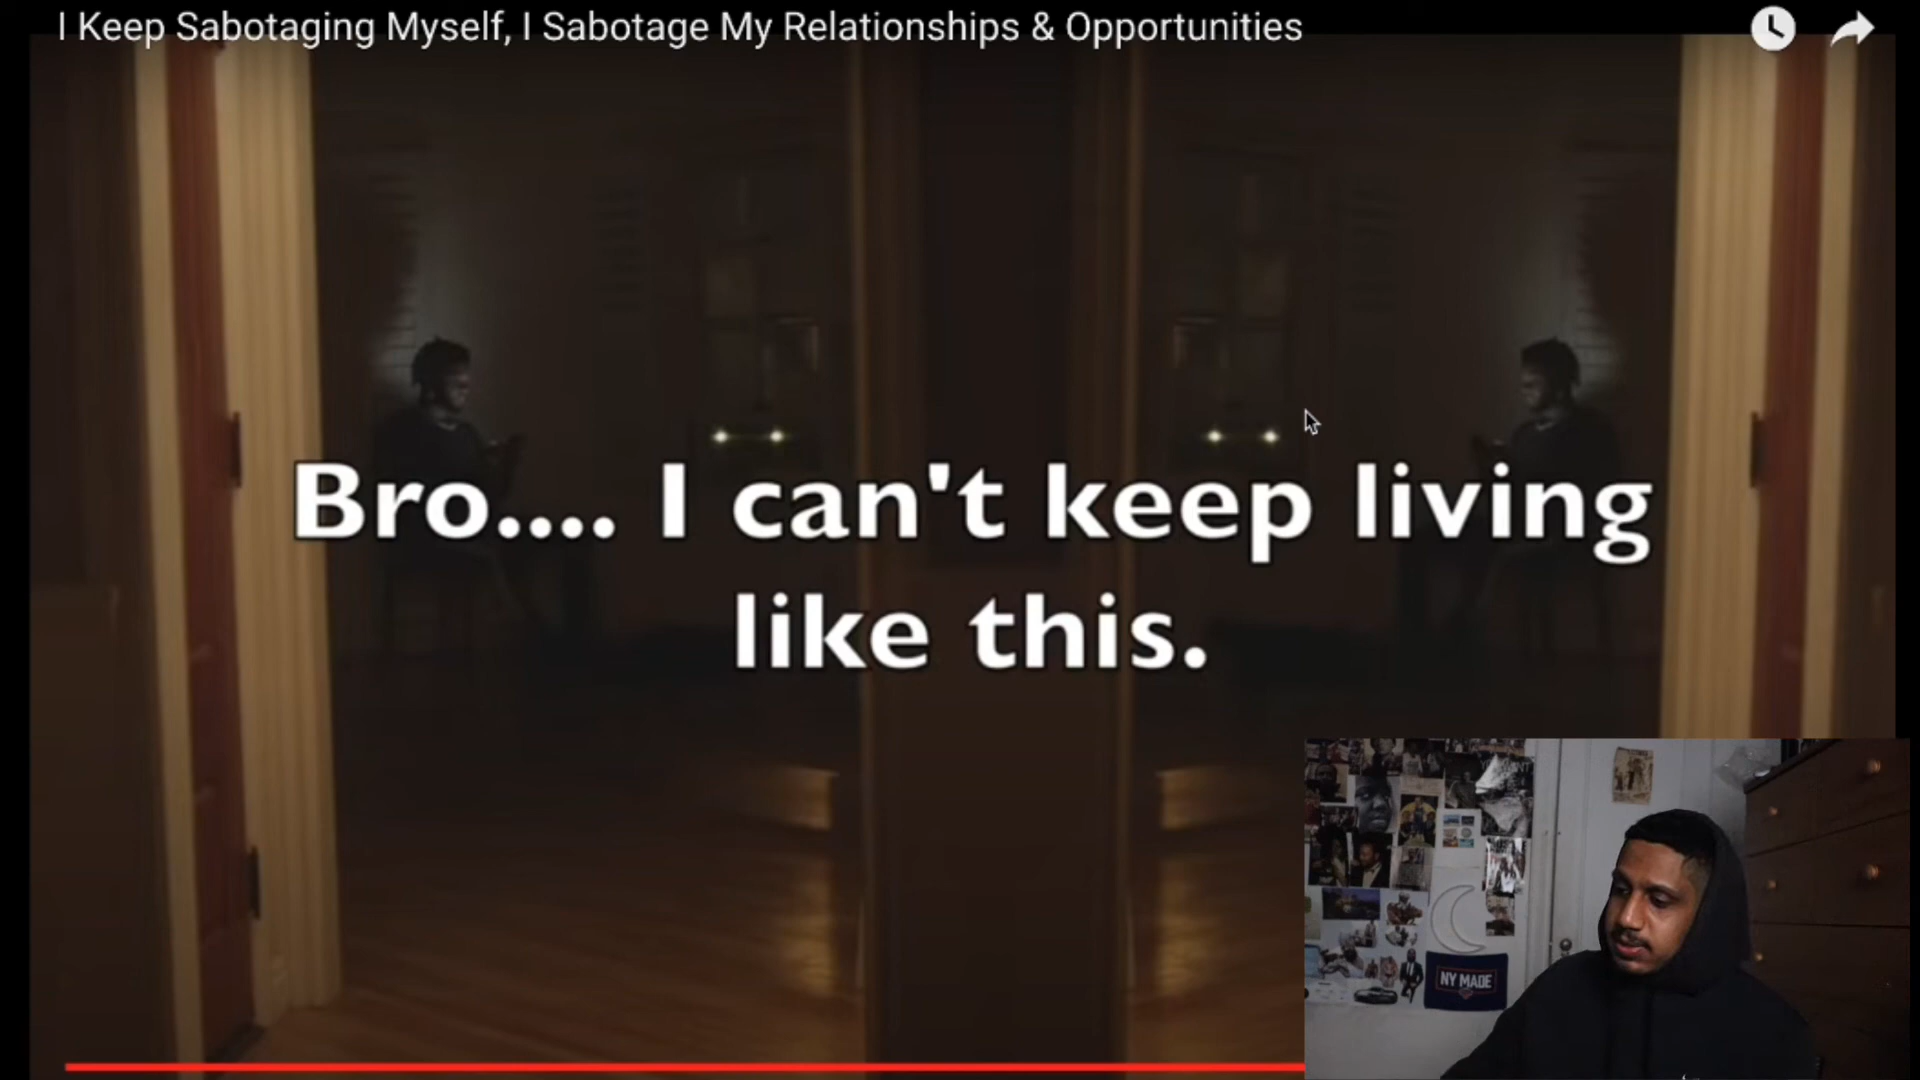 I Keep Sabotaging Myself, I Sabotage My Relationships & Opportunities
Bro.... I can't keep living
like this.
NY MADE